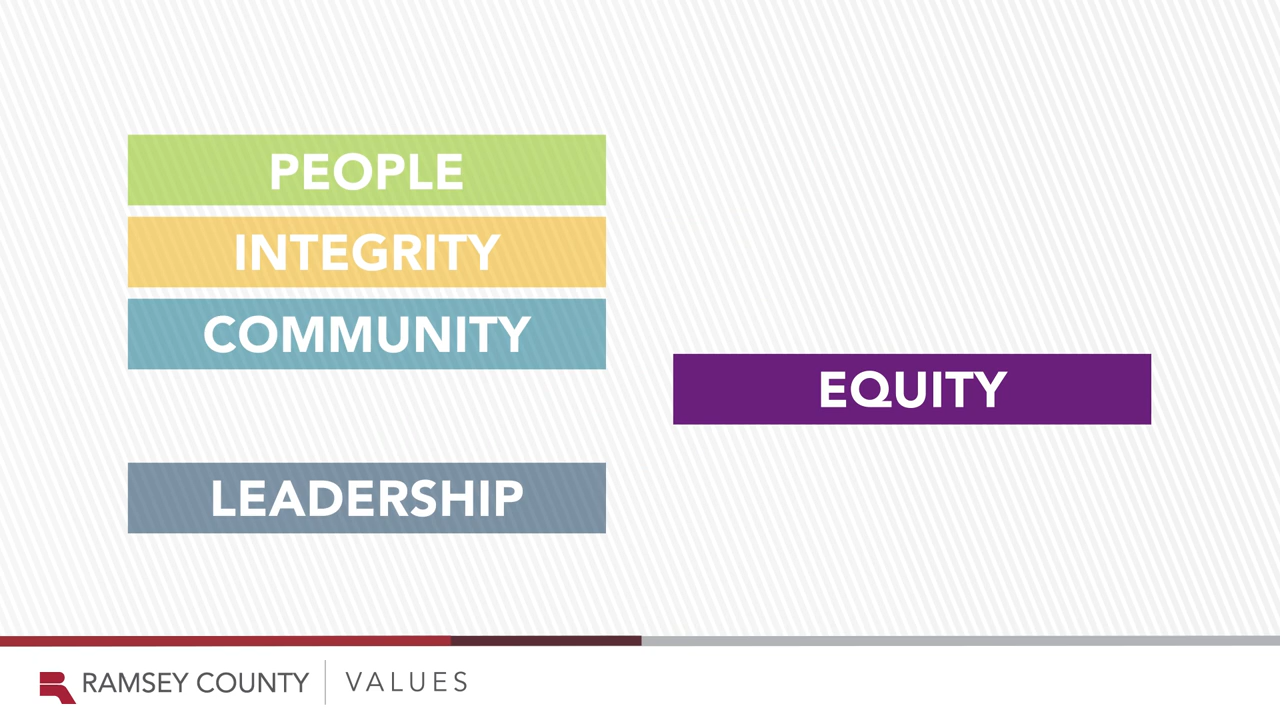 PEOPLE
INTEGRITY
COMMUNITY
EQUITY
LEADERSHIP
RAMSEY COUNTY | VALUES